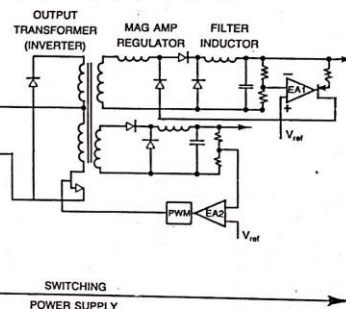 OUTPUT
TRANSFORMER
(INVERTER)
MAG AMP
REGULATOR
FILTER
INDUCTOR
−
EA1
+
Vref
PWM
EA2
Vref
SWITCHING
POWER SUPPLY